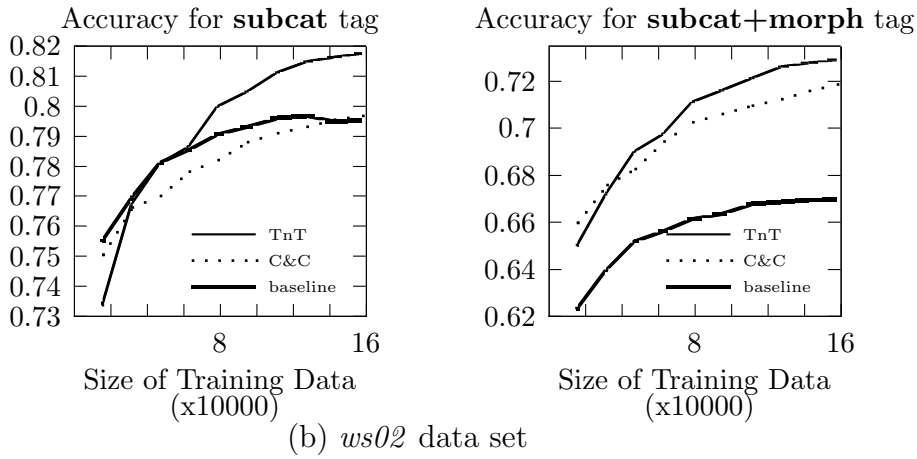 Accuracy for subcat tag
0.82
0.81
0.8
0.79
0.78
0.77
0.76
0.75
0.74
0.73
TnT
C&C
baseline
8 16
Size of Training Data
(x10000)
Accuracy for subcat+morph tag
0.72
0.7
0.68
0.66
0.64
0.62
TnT
C&C
baseline
8 16
Size of Training Data
(x10000)
(b) ws02 data set